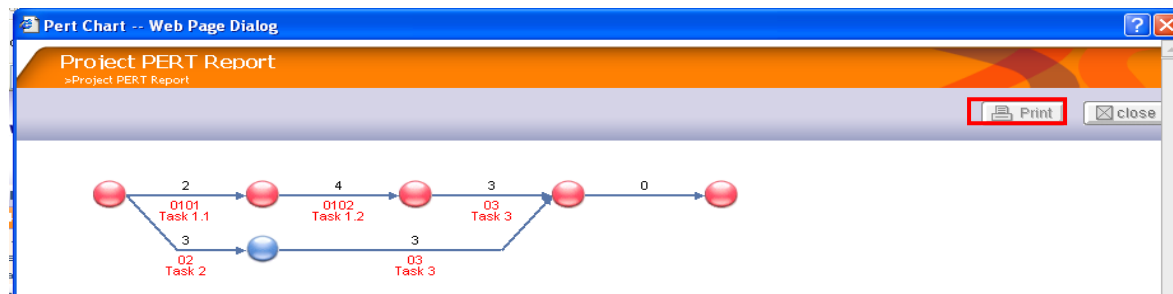 Pert Chart -- Web Page Dialog
?
Project PERT Report
>Project PERT Report
Print
close
2
4
3
0
0101
Task 1.1
0102
Task 1.2
03
Task 3
3
3
02
Task 2
03
Task 3